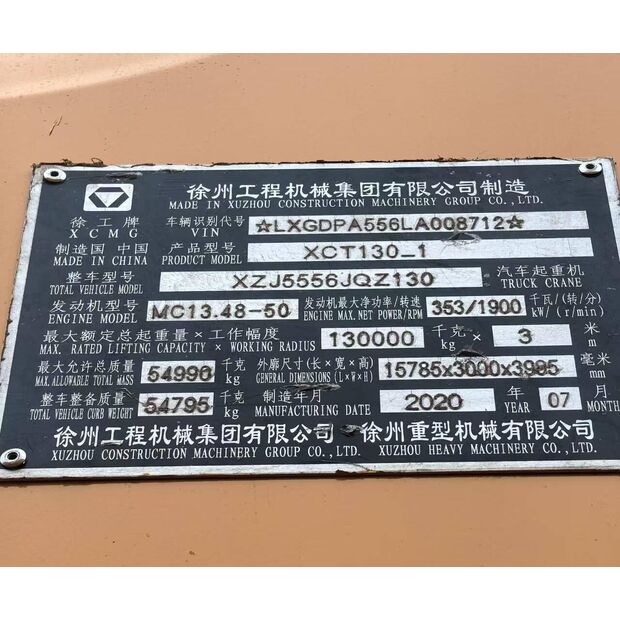 徐州工程机械集团有限公司制造
MADE IN XUZHOU CONSTRUCTION MACHINERY GROUP CO.,LTD.
徐工牌 XCMG 车辆识别代号 VIN ☆LXGDPA556LA008712☆
制造国 中国 MADE IN CHINA 产品型号 PRODUCT MODEL XCT130_1
整车型号 TOTAL VEHICLE MODEL XZJ5556JQZ130 汽车起重机 TRUCK CRANE
发动机型号 ENGINE MODEL MC13.48-50 发动机最大净功率/转速 ENGINE MAX.NET POWER/RPM 353/1900 千瓦/(转/分) kW/(r/min)
最大额定总起重量×工作幅度 MAX. RATED LIFTING CAPACITY × WORKING RADIUS 130000 千克 kg × 3 米 m
最大允许总质量 MAX. ALLOWABLE TOTAL MASS 54990 千克 kg 外廓尺寸(长×宽×高) GENERAL DIMENSIONS (L×W×H) 15785x3000x3985 毫米 mm
整车整备质量 TOTAL VEHICLE CURB WEIGHT 54795 千克 kg 制造年月 MANUFACTURING DATE 2020 年 YEAR 07 月 MONTH
徐州工程机械集团有限公司 徐州重型机械有限公司
XUZHOU CONSTRUCTION MACHINERY GROUP CO.,LTD. XUZHOU HEAVY MACHINERY CO.,LTD.